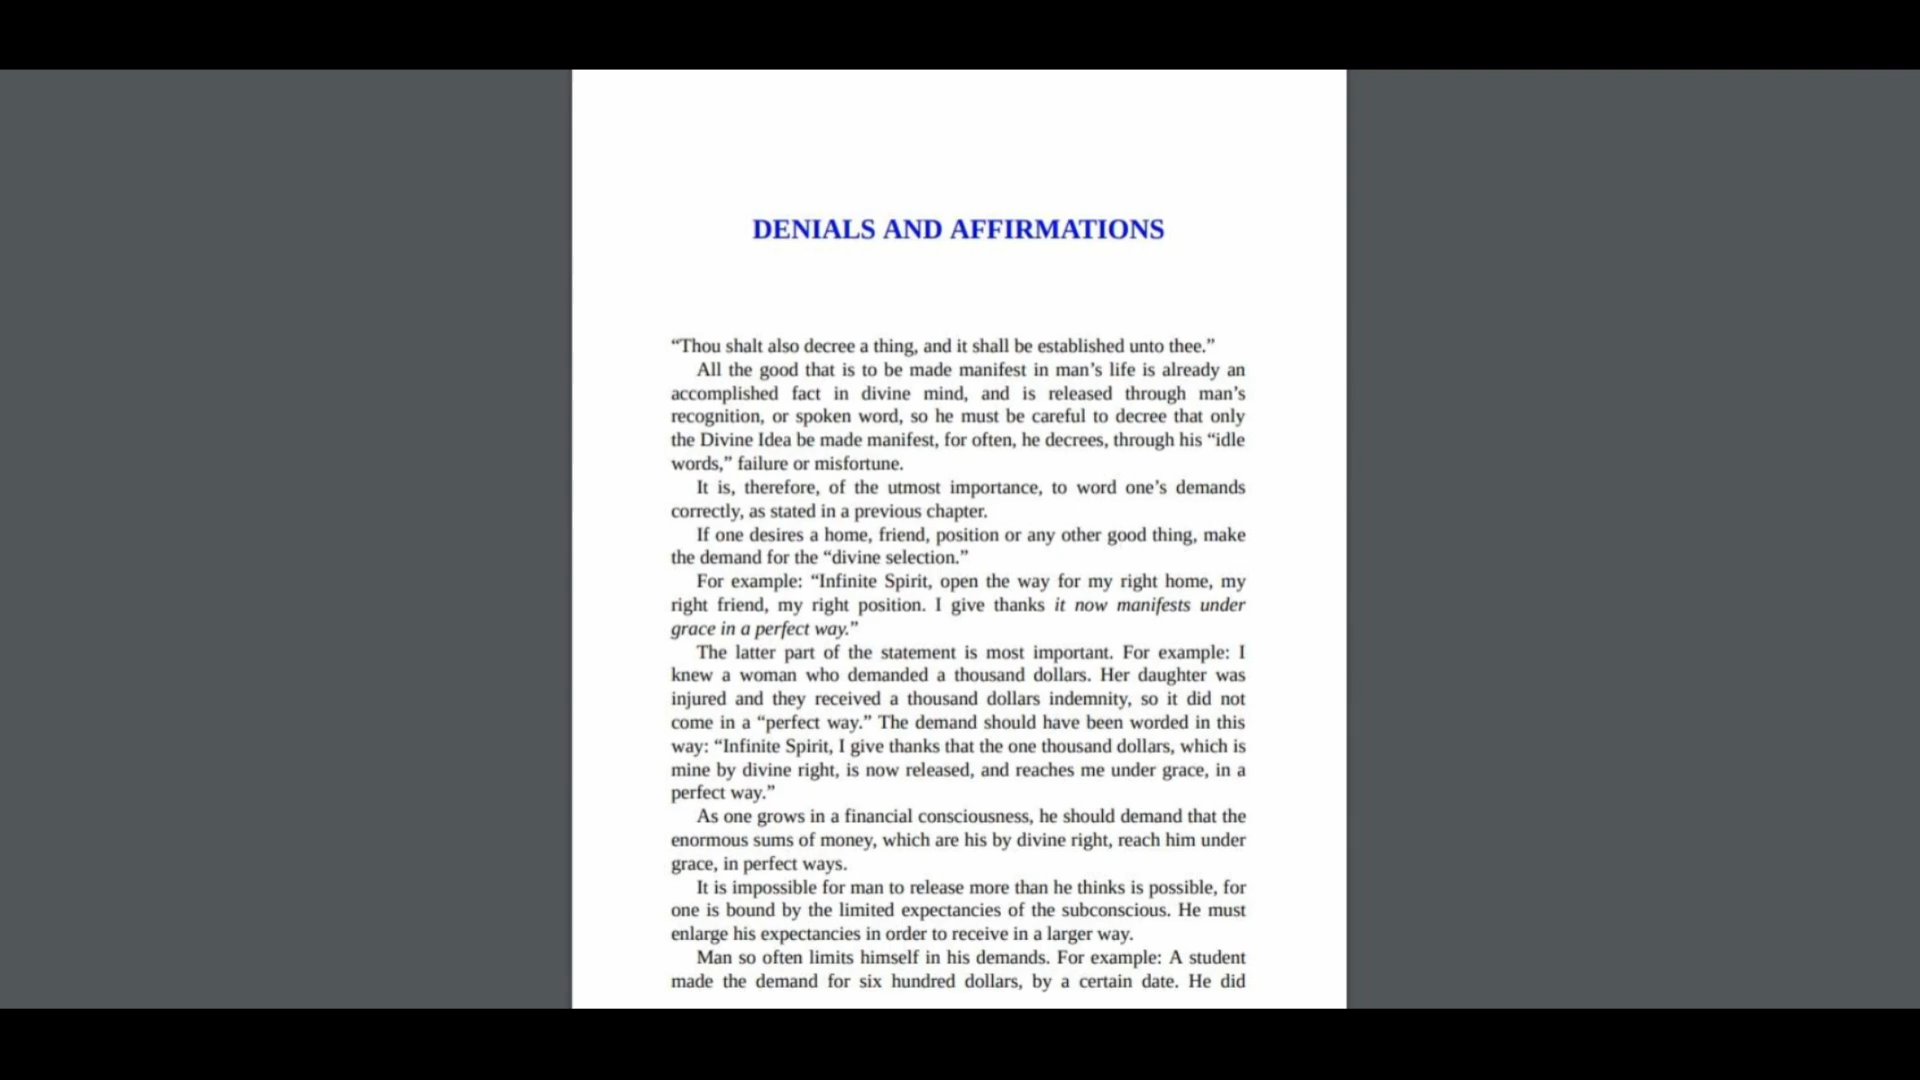 DENIALS AND AFFIRMATIONS
“Thou shalt also decree a thing, and it shall be established unto thee.”
All the good that is to be made manifest in man’s life is already an
accomplished fact in divine mind, and is released through man’s
recognition, or spoken word, so he must be careful to decree that only
the Divine Idea be made manifest, for often, he decrees, through his “idle
words,” failure or misfortune.
It is, therefore, of the utmost importance, to word one’s demands
correctly, as stated in a previous chapter.
If one desires a home, friend, position or any other good thing, make
the demand for the “divine selection.”
For example: “Infinite Spirit, open the way for my right home, my
right friend, my right position. I give thanks it now manifests under
grace in a perfect way.”
The latter part of the statement is most important. For example: I
knew a woman who demanded a thousand dollars. Her daughter was
injured and they received a thousand dollars indemnity, so it did not
come in a “perfect way.” The demand should have been worded in this
way: “Infinite Spirit, I give thanks that the one thousand dollars, which is
mine by divine right, is now released, and reaches me under grace, in a
perfect way.”
As one grows in a financial consciousness, he should demand that the
enormous sums of money, which are his by divine right, reach him under
grace, in perfect ways.
It is impossible for man to release more than he thinks is possible, for
one is bound by the limited expectancies of the subconscious. He must
enlarge his expectancies in order to receive in a larger way.
Man so often limits himself in his demands. For example: A student
made the demand for six hundred dollars, by a certain date. He did